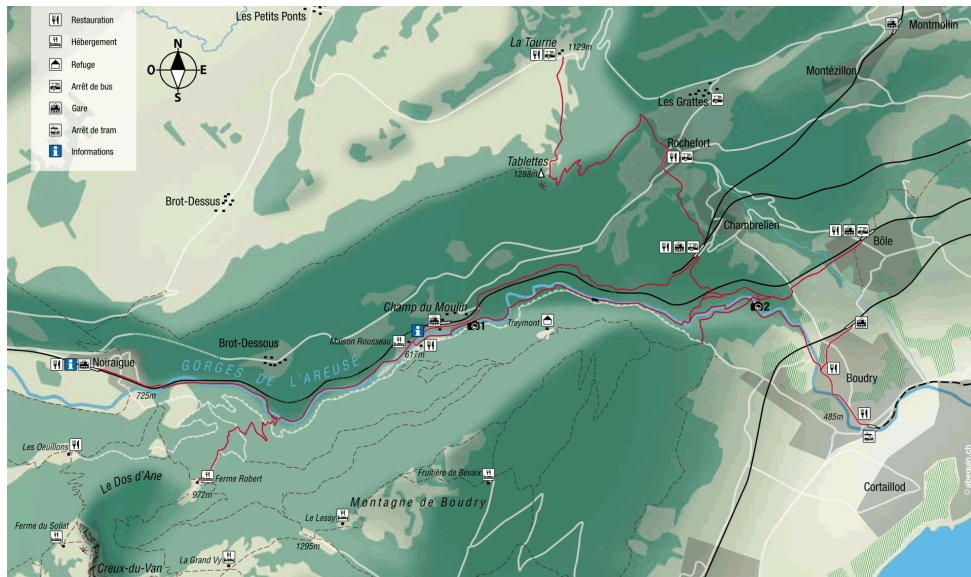 Restauration
Hébergement
Refuge
Arrêt de bus
Gare
Arrêt de tram
Informations
N
O
E
S
Les Petits Ponts
La Tourne
1129m
Montmollin
Montézillon
Les Grattes
Rochefort
Tablettes
1288m
Brot-Dessus
Chambrelien
Bôle
Champ du Moulin
1
2
Treymont
Maison Rousseau
617m
Brot-Dessous
GORGES DE L'AREUSE
Noiraigue
725m
Boudry
485m
Les Oeuillons
Le Dos d'Ane
Ferme Robert
972m
Fruitière de Bevaix
Montagne de Boudry
Cortaillod
Le Lessy
Ferme du Soliat
1295m
La Grand Vy
Creux-du-Van